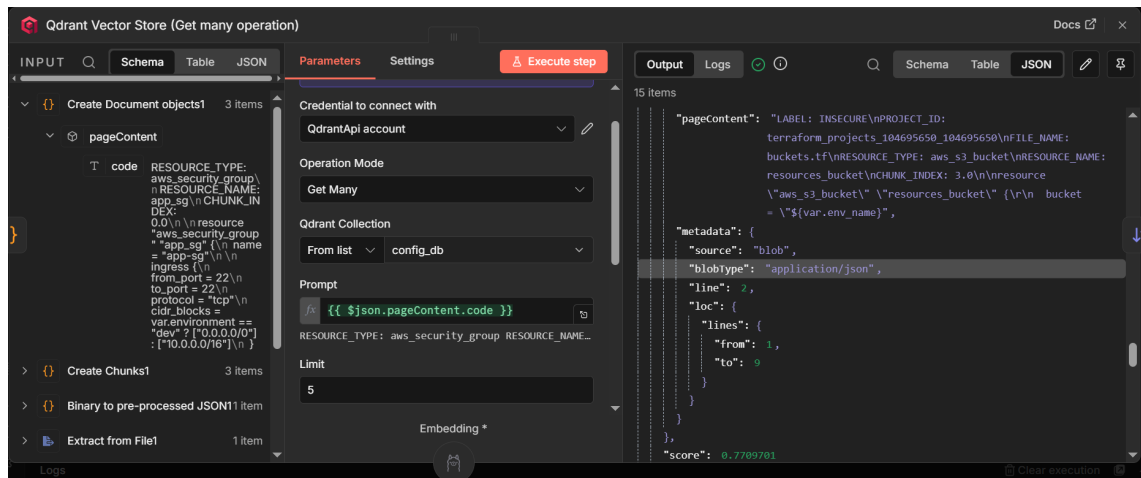 Qdrant Vector Store (Get many operation)
Docs
INPUT
Schema
Table
JSON
Create Document objects1
3 items
pageContent
T code
RESOURCE_TYPE:
aws_security_group\
n RESOURCE_NAME:
app_sg\n CHUNK_IN
DEX:
0.0\n \n resource
"aws_security_group
" "app_sg" {\n name
= "app-sg"\n \n
ingress {\n
from_port = 22\n
to_port = 22\n
protocol = "tcp"\n
cidr_blocks =
var.environment ==
"dev" ? ["0.0.0.0/0"]
: ["10.0.0.0/16"]\n }
Create Chunks1
3 items
Binary to pre-processed JSON1
1 item
Extract from File1
1 item
Parameters
Settings
Execute step
Credential to connect with
QdrantApi account
Operation Mode
Get Many
Qdrant Collection
From list
config_db
Prompt
fx {{ $json.pageContent.code }}
RESOURCE_TYPE: aws_security_group RESOURCE_NAME…
Limit
5
Embedding *
Output
Logs
Schema
Table
JSON
15 items
"pageContent": "LABEL: INSECURE\nPROJECT_ID:
terraform_projects_104695650_104695650\nFILE_NAME:
buckets.tf\nRESOURCE_TYPE: aws_s3_bucket\nRESOURCE_NAME:
resources_bucket\nCHUNK_INDEX: 3.0\n\nresource
\"aws_s3_bucket\" \"resources_bucket\" {\r\n  bucket
= \"${var.env_name}",
"metadata": {
"source": "blob",
"blobType": "application/json",
"line": 2,
"loc": {
"lines": {
"from": 1,
"to": 9
}
}
}
},
"score": 0.7709701
Logs
Clear execution